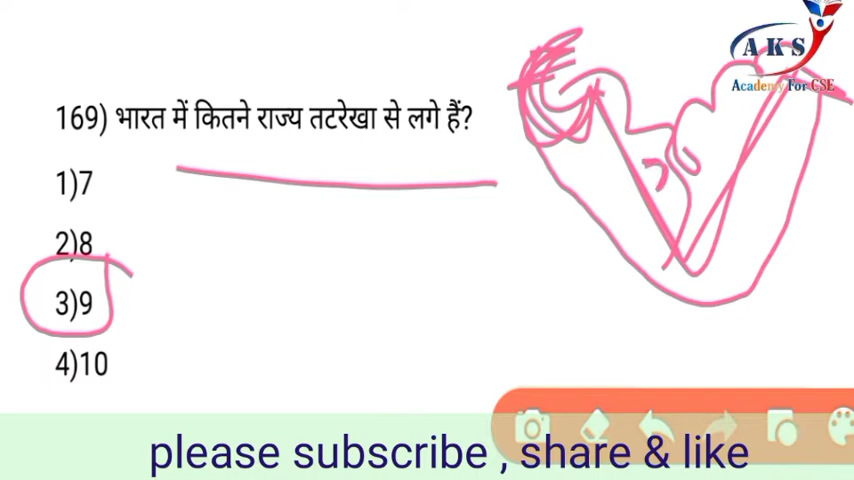 AKS
Academy For CSE
169) भारत में कितने राज्य तटरेखा से लगे हैं?
1)7
2)8
3)9
4)10
please subscribe , share & like